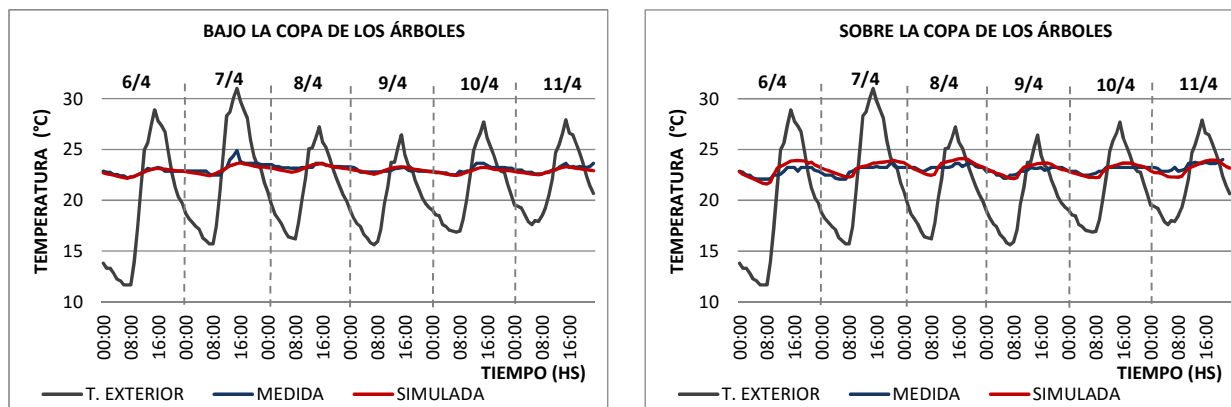 BAJO LA COPA DE LOS ÁRBOLES
6/4 7/4 8/4 9/4 10/4 11/4
TEMPERATURA (°C)
30
25
20
15
10
00:00 08:00 16:00 00:00 08:00 16:00 00:00 08:00 16:00 00:00 08:00 16:00 00:00 08:00 16:00 00:00 08:00 16:00
TIEMPO (HS)
T. EXTERIOR MEDIDA SIMULADA
SOBRE LA COPA DE LOS ÁRBOLES
6/4 7/4 8/4 9/4 10/4 11/4
TEMPERATURA (°C)
30
25
20
15
10
00:00 08:00 16:00 00:00 08:00 16:00 00:00 08:00 16:00 00:00 08:00 16:00 00:00 08:00 16:00 00:00 08:00 16:00
TIEMPO (HS)
T. EXTERIOR MEDIDA SIMULADA